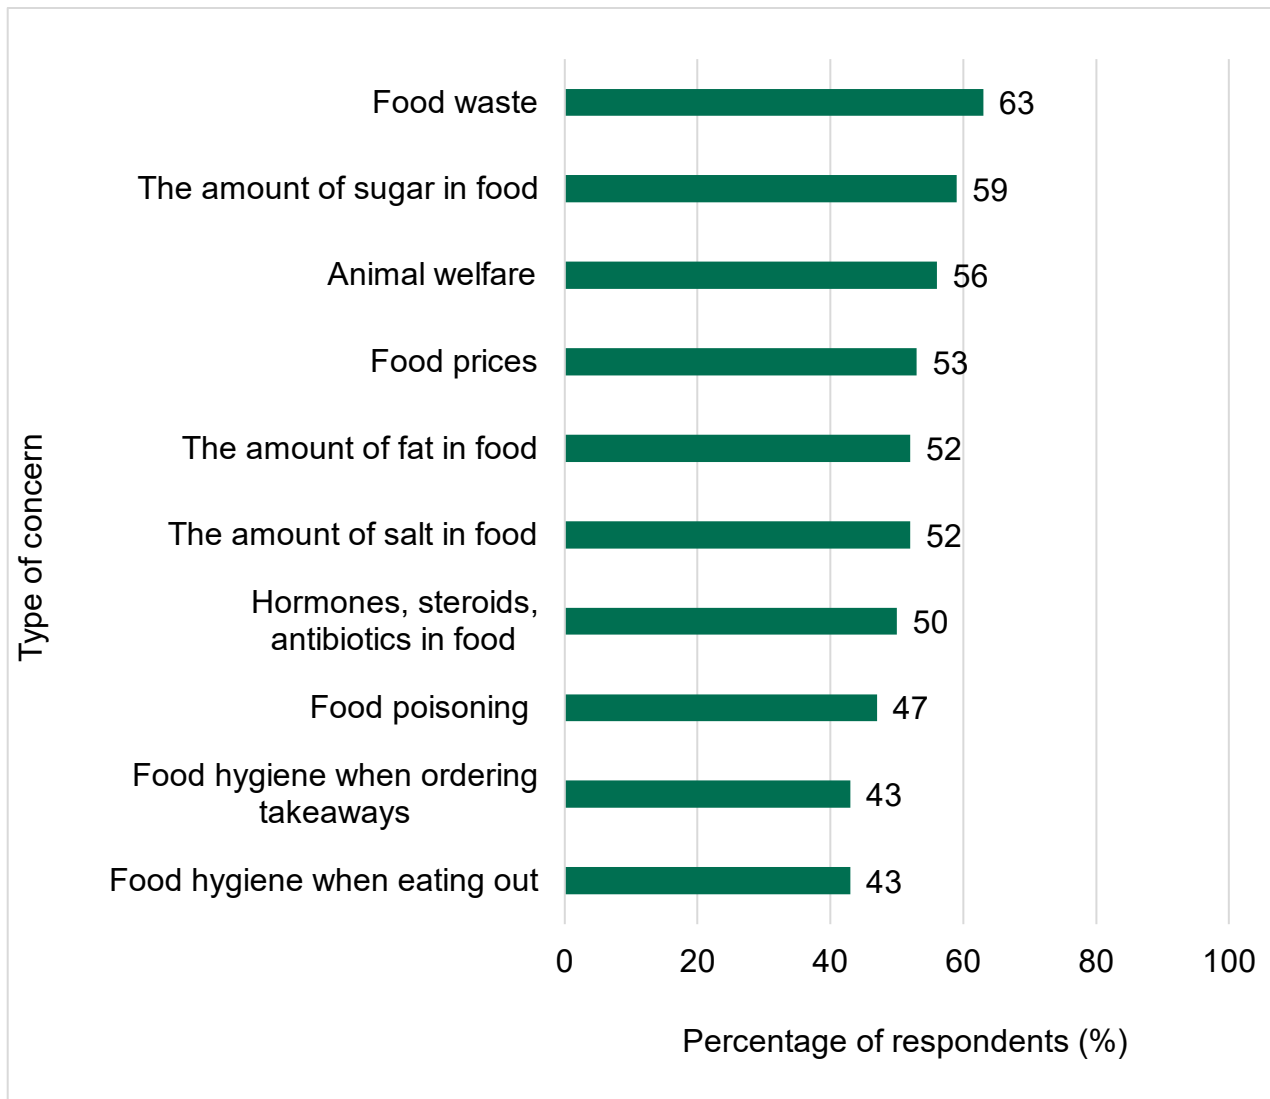 Food waste
63
The amount of sugar in food
59
Animal welfare
56
Food prices
53
The amount of fat in food
52
The amount of salt in food
52
Hormones, steroids,
antibiotics in food
50
Food poisoning
47
Food hygiene when ordering
takeaways
43
Food hygiene when eating out
43
Type of concern
0 20 40 60 80 100
Percentage of respondents (%)